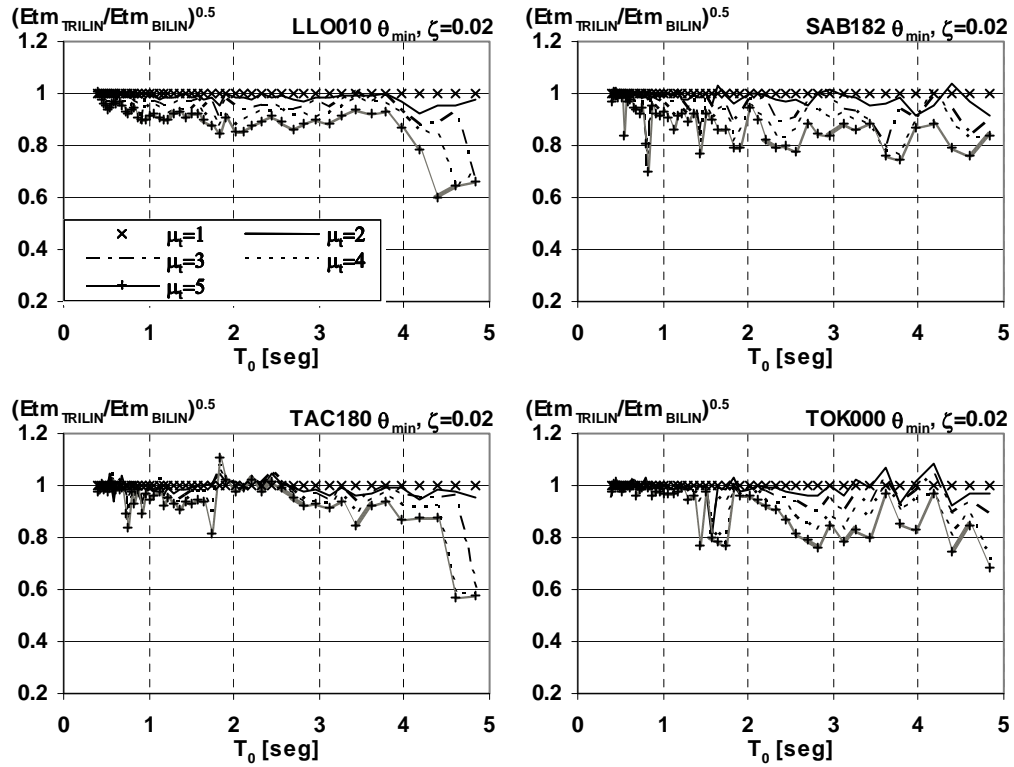 (Etm TRILIN/Etm BILIN)^0.5 LLO010 θmin, ζ=0.02
1.2
1
0.8
0.6
0.4
0.2
μt=1 μt=2
μt=3 μt=4
μt=5
0 1 2 3 4 5
T0 [seg]
(Etm TRILIN/Etm BILIN)^0.5 SAB182 θmin, ζ=0.02
1.2
1
0.8
0.6
0.4
0.2
0 1 2 3 4 5
T0 [seg]
(Etm TRILIN/Etm BILIN)^0.5 TAC180 θmin, ζ=0.02
1.2
1
0.8
0.6
0.4
0.2
0 1 2 3 4 5
T0 [seg]
(Etm TRILIN/Etm BILIN)^0.5 TOK000 θmin, ζ=0.02
1.2
1
0.8
0.6
0.4
0.2
0 1 2 3 4 5
T0 [seg]